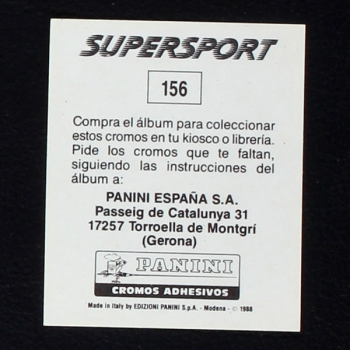 SUPERSPORT
156
Compra el álbum para coleccionar
estos cromos en tu kiosco o librería.
Pide los cromos que te faltan,
siguiendo las instrucciones del
álbum a:
PANINI ESPAÑA S.A.
Passeig de Catalunya 31
17257 Torroella de Montgrí
(Gerona)
PANINI
CROMOS ADHESIVOS
Made in Italy by EDIZIONI PANINI S.p.A. - Modena - © 1988